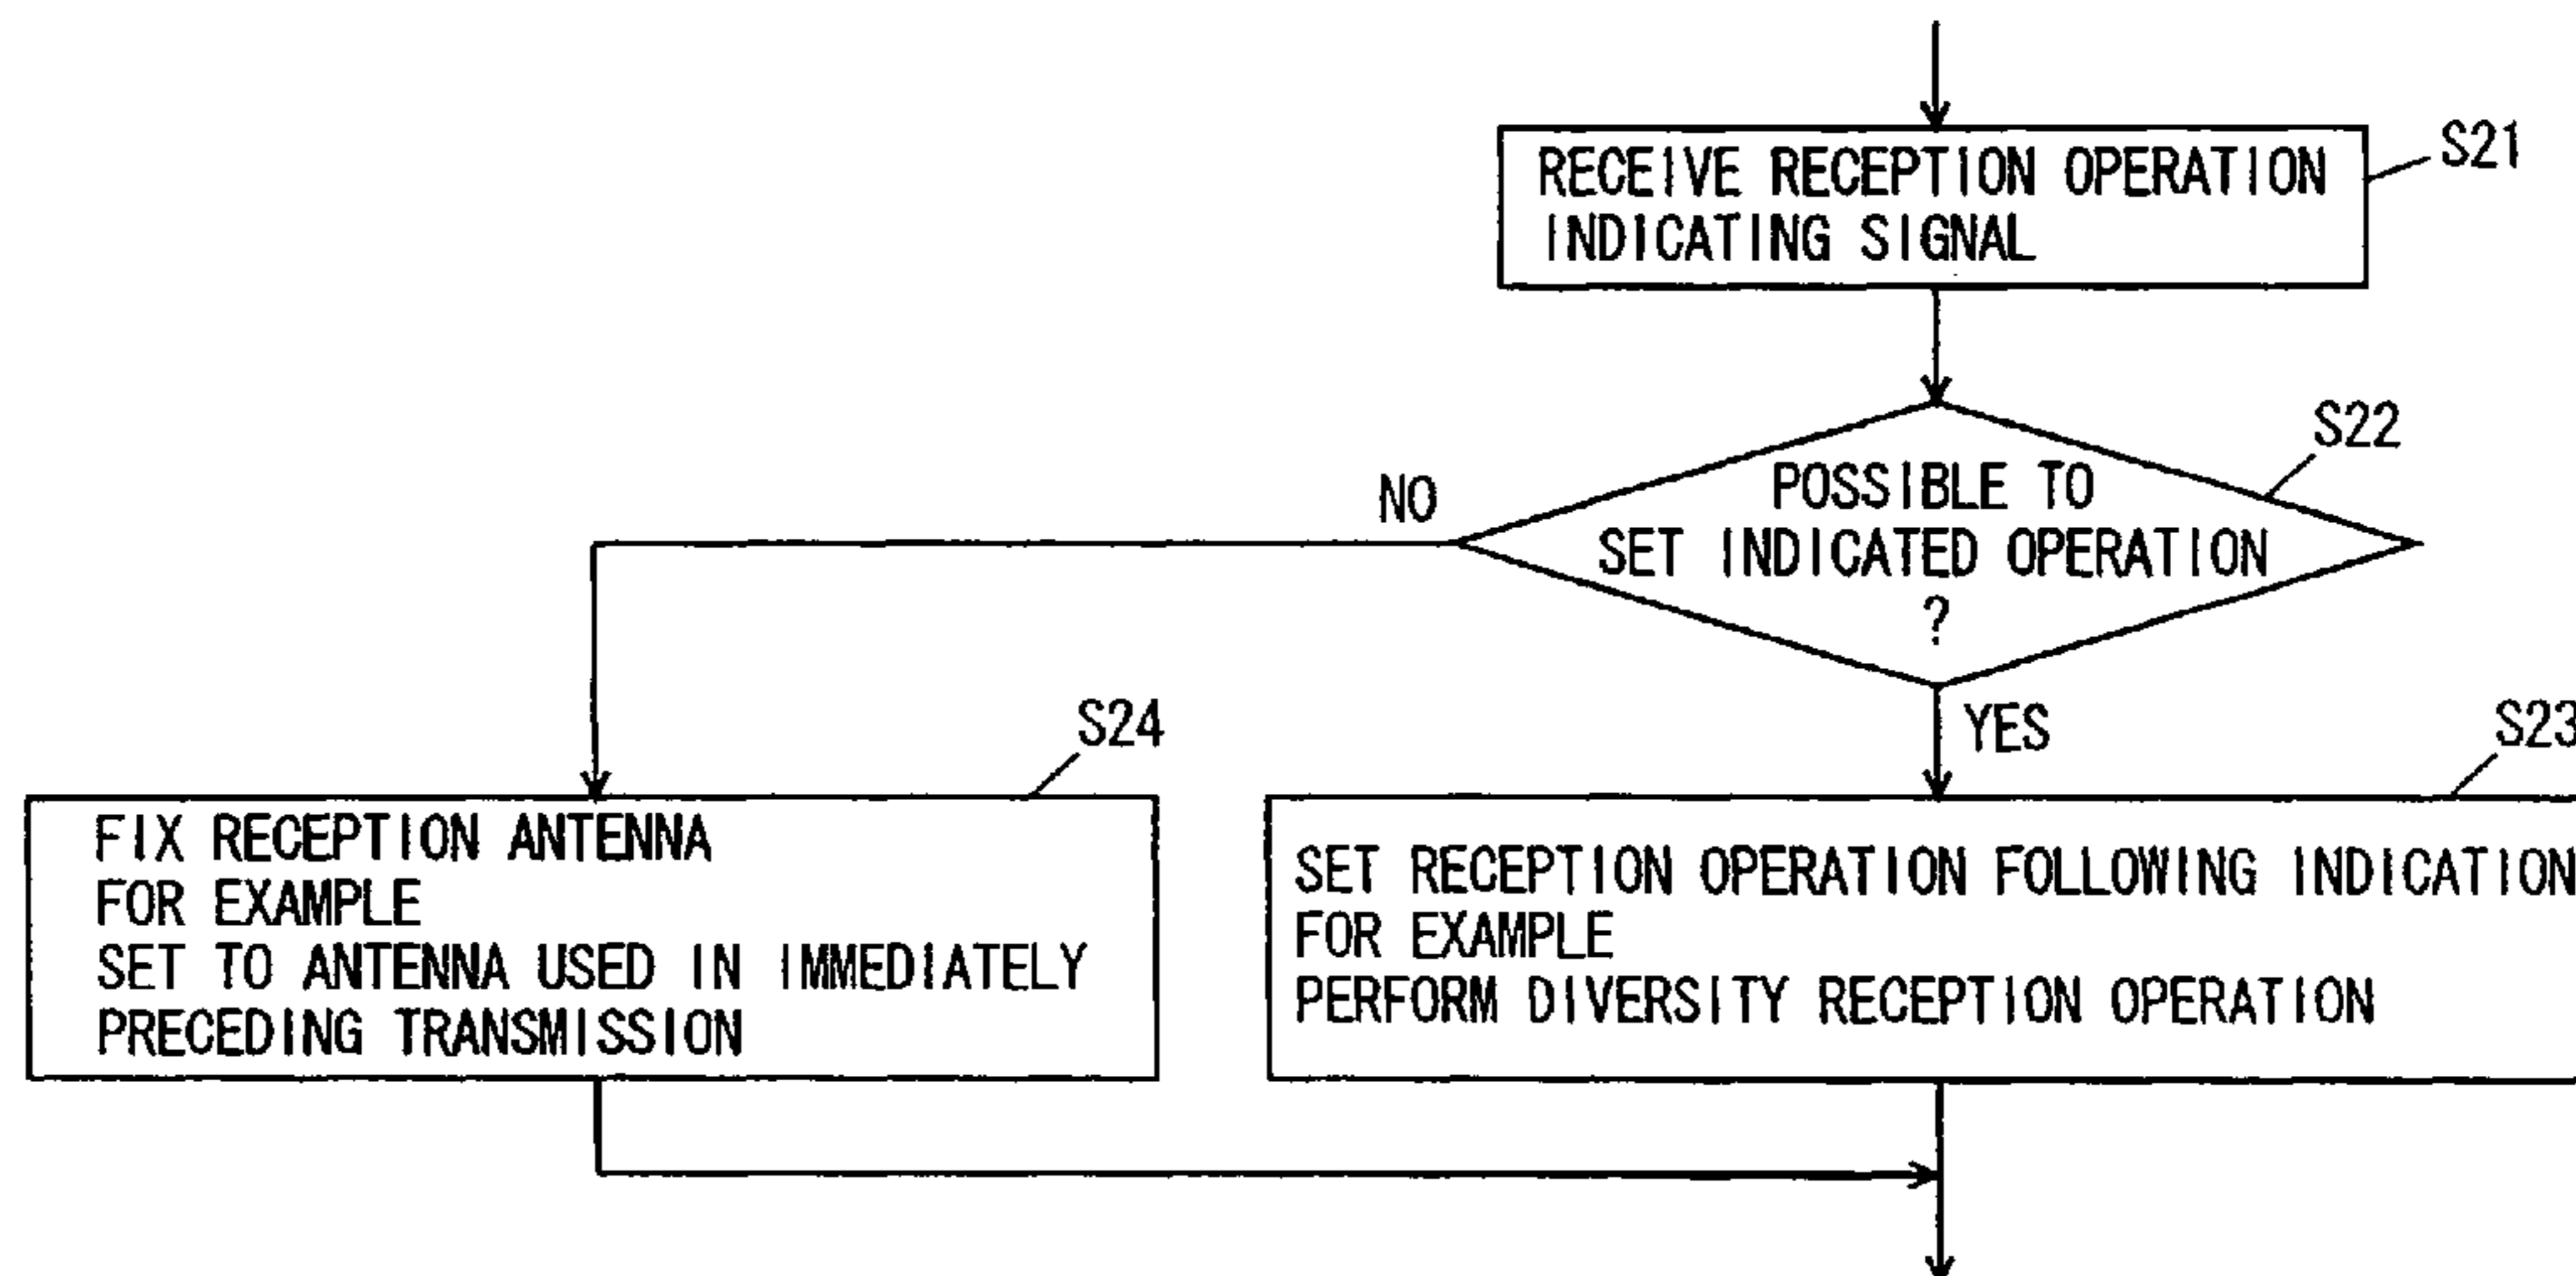 RECEIVE RECEPTION OPERATION
INDICATING SIGNAL
S21
S22
POSSIBLE TO
SET INDICATED OPERATION
?
NO
YES
S24
FIX RECEPTION ANTENNA
FOR EXAMPLE
SET TO ANTENNA USED IN IMMEDIATELY
PRECEDING TRANSMISSION
S23
SET RECEPTION OPERATION FOLLOWING INDICATION
FOR EXAMPLE
PERFORM DIVERSITY RECEPTION OPERATION